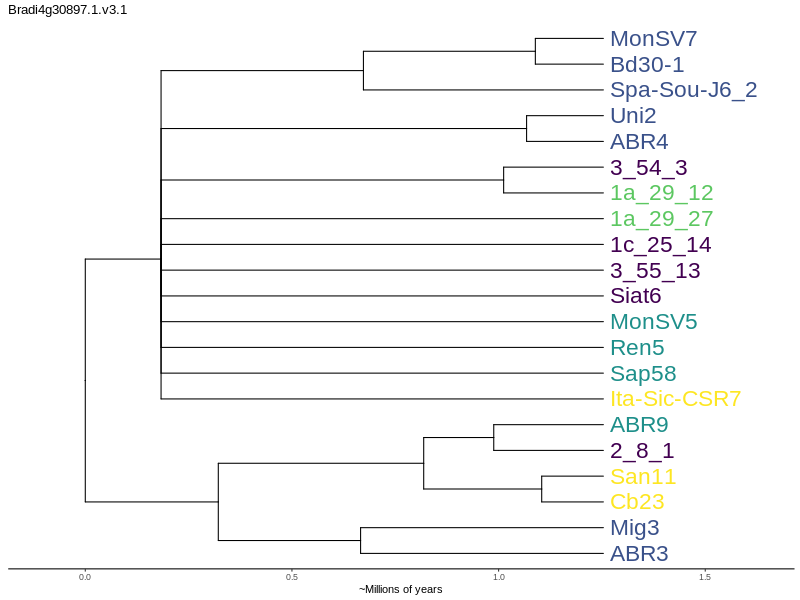 Bradi4g30897.1.v3.1
MonSV7
Bd30-1
Spa-Sou-J6_2
Uni2
ABR4
3_54_3
1a_29_12
1a_29_27
1c_25_14
3_55_13
Siat6
MonSV5
Ren5
Sap58
Ita-Sic-CSR7
ABR9
2_8_1
San11
Cb23
Mig3
ABR3
0.0 0.5 1.0 1.5
~Millions of years